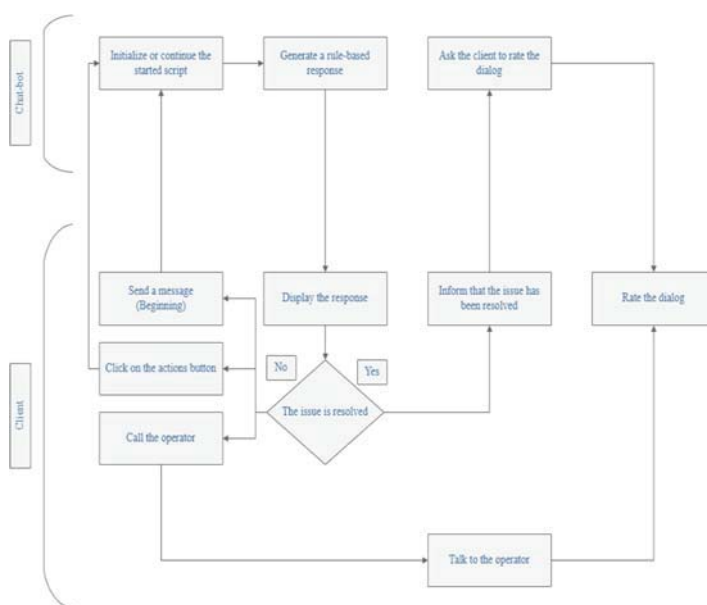 Chat-bot
Initialize or continue the
started script
Generate a rule-based
response
Ask the client to rate the
dialog
Client
Send a message
(Beginning)
Display the response
Inform that the issue has
been resolved
Rate the dialog
No
Yes
Click on the actions button
The issue is resolved
Call the operator
Talk to the operator